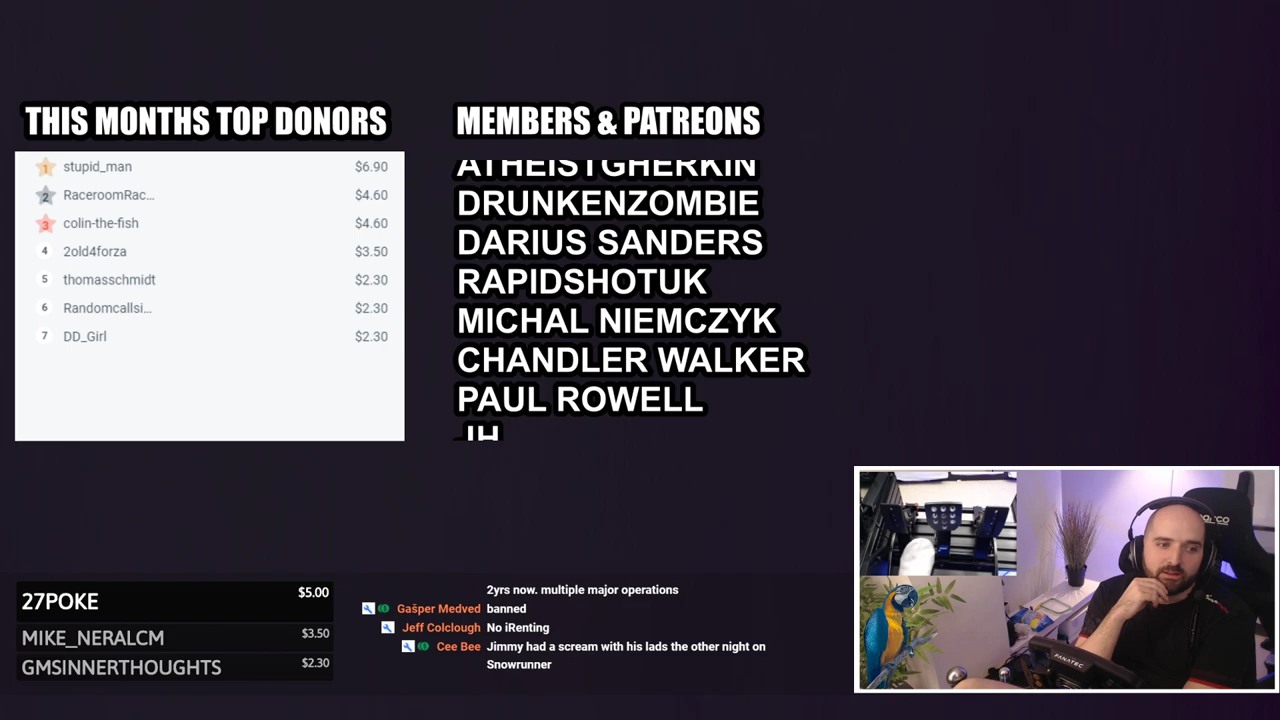 THIS MONTHS TOP DONORS
1 stupid_man $6.90
2 RaceroomRac... $4.60
3 colin-the-fish $4.60
4 2old4forza $3.50
5 thomasschmidt $2.30
6 Randomcallsi... $2.30
7 DD_Girl $2.30
MEMBERS & PATREONS
ATHEISTGHERKIN
DRUNKENZOMBIE
DARIUS SANDERS
RAPIDSHOTUK
MICHAL NIEMCZYK
CHANDLER WALKER
PAUL ROWELL
JH
27POKE $5.00
MIKE_NERALCM $3.50
GMSINNERTHOUGHTS $2.30
2yrs now. multiple major operations
Gašper Medved banned
Jeff Colclough No iRenting
Cee Bee Jimmy had a scream with his lads the other night on
Snowrunner
FANATEC